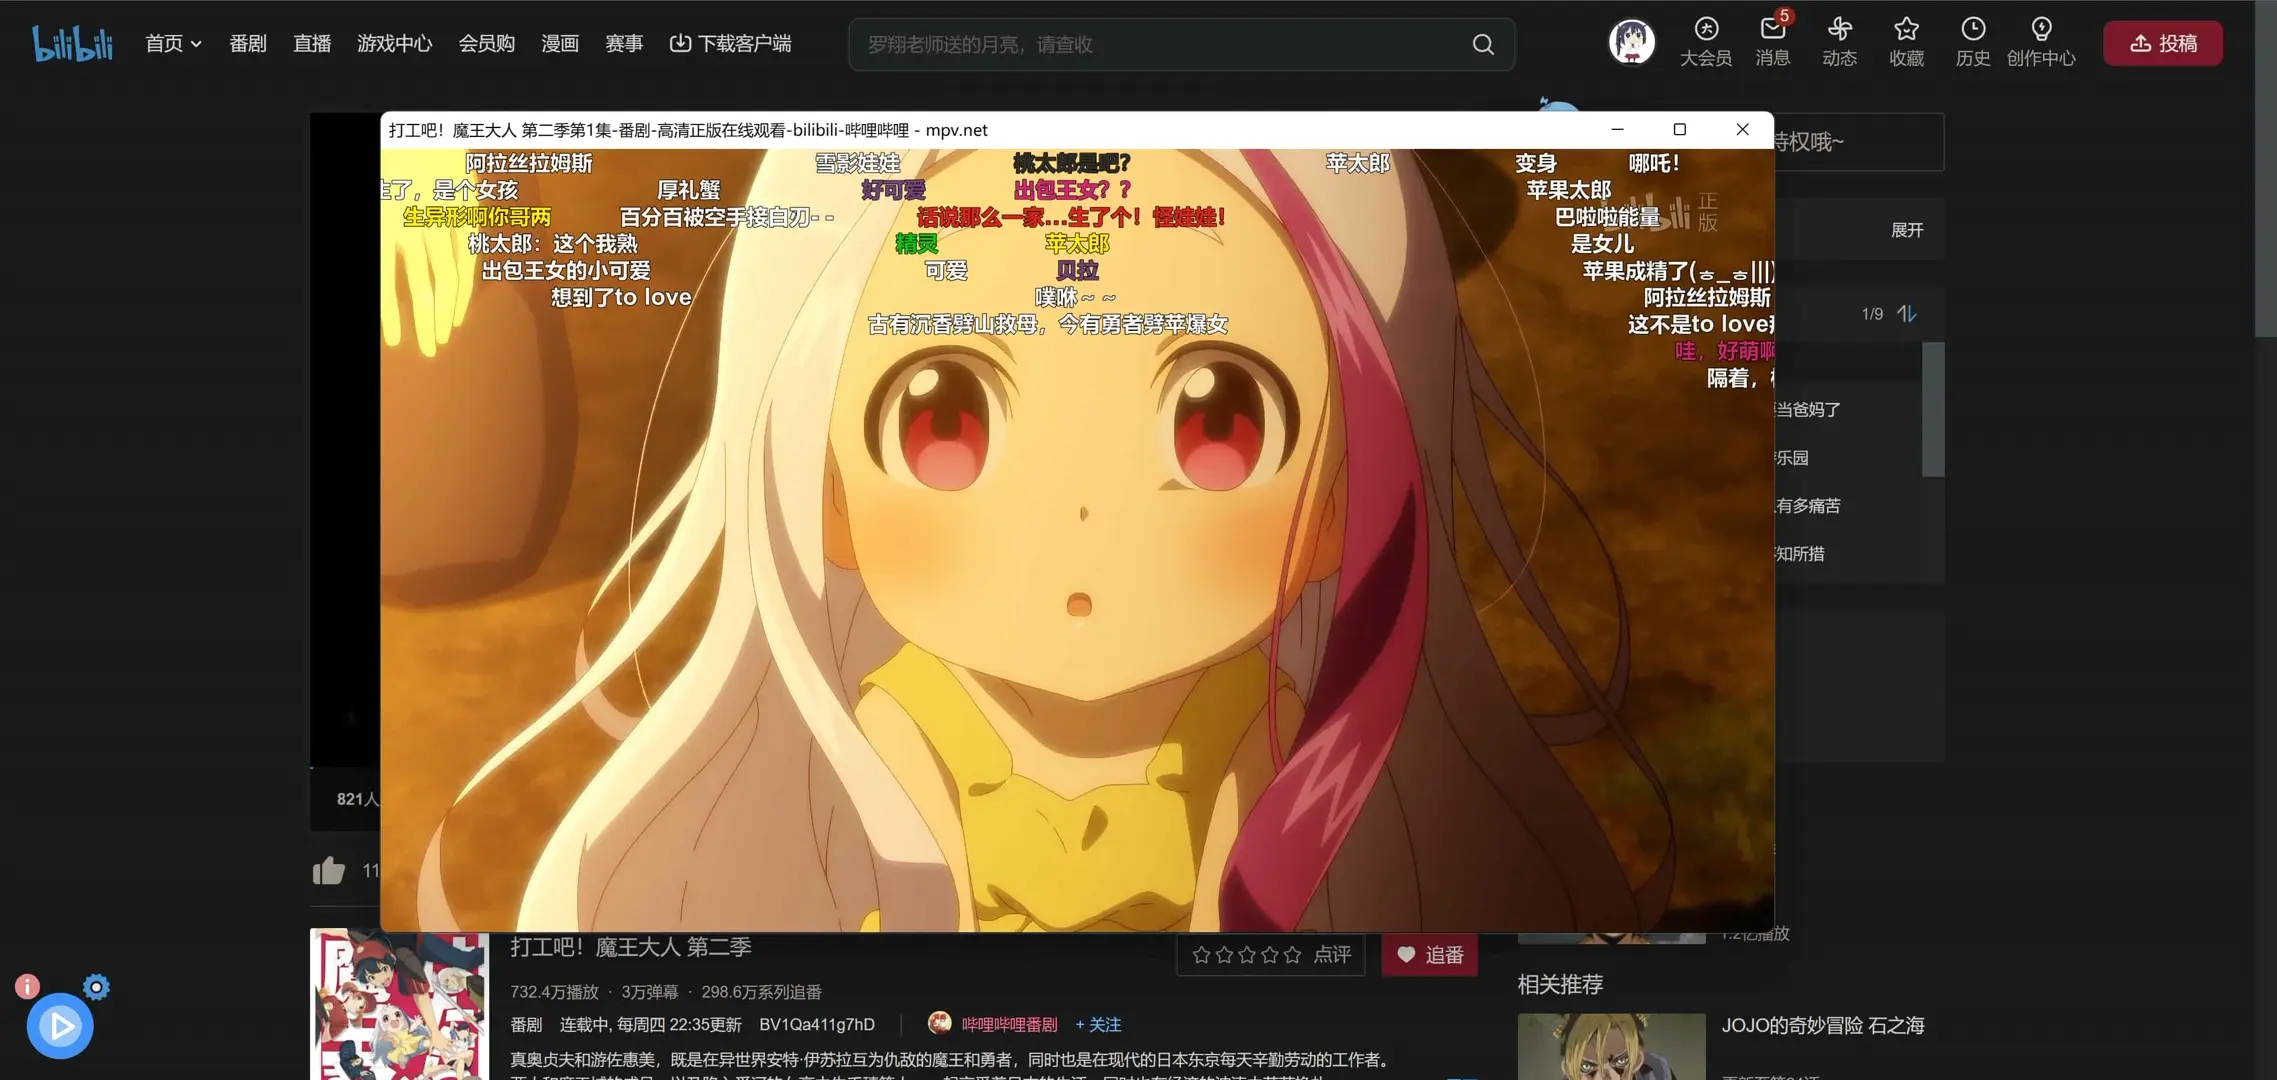 bilibili 首页 番剧 直播 游戏中心 会员购 漫画 赛事 下载客户端
罗翔老师送的月亮，请查收
大会员
5
消息
动态
收藏
历史
创作中心
投稿
打工吧！魔王大人 第二季第1集-番剧-高清正版在线观看-bilibili-哔哩哔哩 - mpv.net
特权哦~
阿拉丝拉姆斯 雪影娃娃 桃太郎是吧？ 苹太郎 变身 哪吒！
生了，是个女孩 厚礼蟹 好可爱 出包王女？？ 苹果太郎
生异形啊你哥两 百分百被空手接白刃- - 话说那么一家...生了个！怪娃娃！ 巴啦啦能量
bilibili 正版
桃太郎：这个我熟 精灵 苹太郎 是女儿
出包王女的小可爱 可爱 贝拉 苹果成精了(ㅎ_ㅎ|||)
想到了to love 噗咻～～ 阿拉丝拉姆斯
古有沉香劈山救母，今有勇者劈苹爆女 这不是to love
哇，好萌啊
隔着，
展开
1/9
当爸妈了
乐园
有多痛苦
知所措
821人
11
打工吧！魔王大人 第二季
点评
追番
732.4万播放 · 3万弹幕 · 298.6万系列追番
番剧 连载中, 每周四 22:35更新 BV1Qa411g7hD 哔哩哔哩番剧 + 关注
真奥贞夫和游佐惠美，既是在异世界安特·伊苏拉互为仇敌的魔王和勇者，同时也是在现代的日本东京每天辛勤劳动的工作者。
1.2亿播放
相关推荐
JOJO的奇妙冒险 石之海